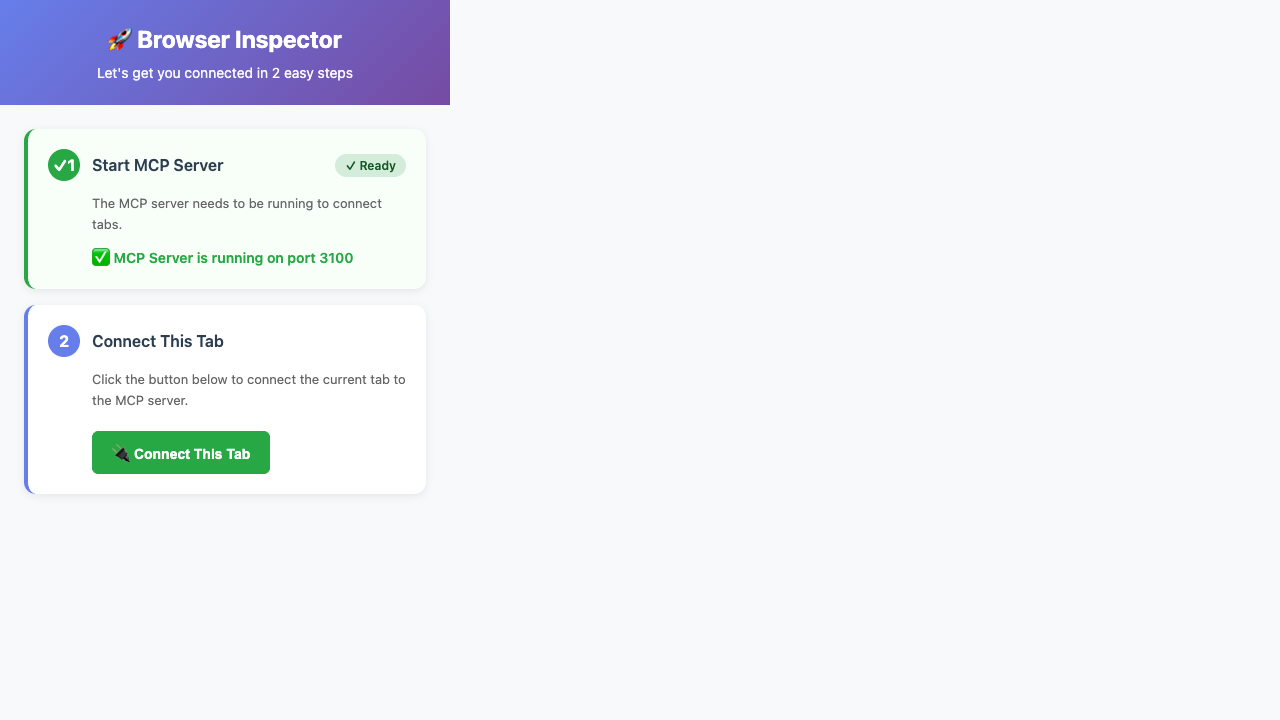 🚀 Browser Inspector
Let's get you connected in 2 easy steps
✓1 Start MCP Server ✓ Ready
The MCP server needs to be running to connect
tabs.
✅ MCP Server is running on port 3100
2 Connect This Tab
Click the button below to connect the current tab to
the MCP server.
🔌 Connect This Tab